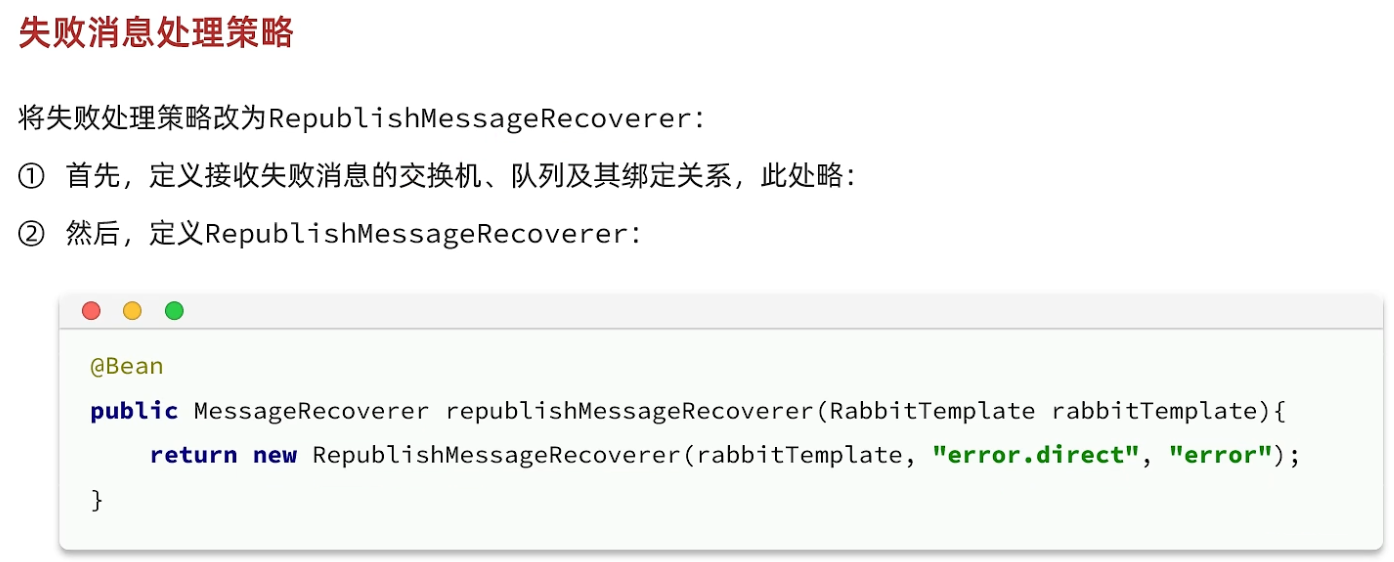 失败消息处理策略
将失败处理策略改为RepublishMessageRecoverer：
① 首先，定义接收失败消息的交换机、队列及其绑定关系，此处略：
② 然后，定义RepublishMessageRecoverer：
@Bean
public MessageRecoverer republishMessageRecoverer(RabbitTemplate rabbitTemplate){
    return new RepublishMessageRecoverer(rabbitTemplate, "error.direct", "error");
}